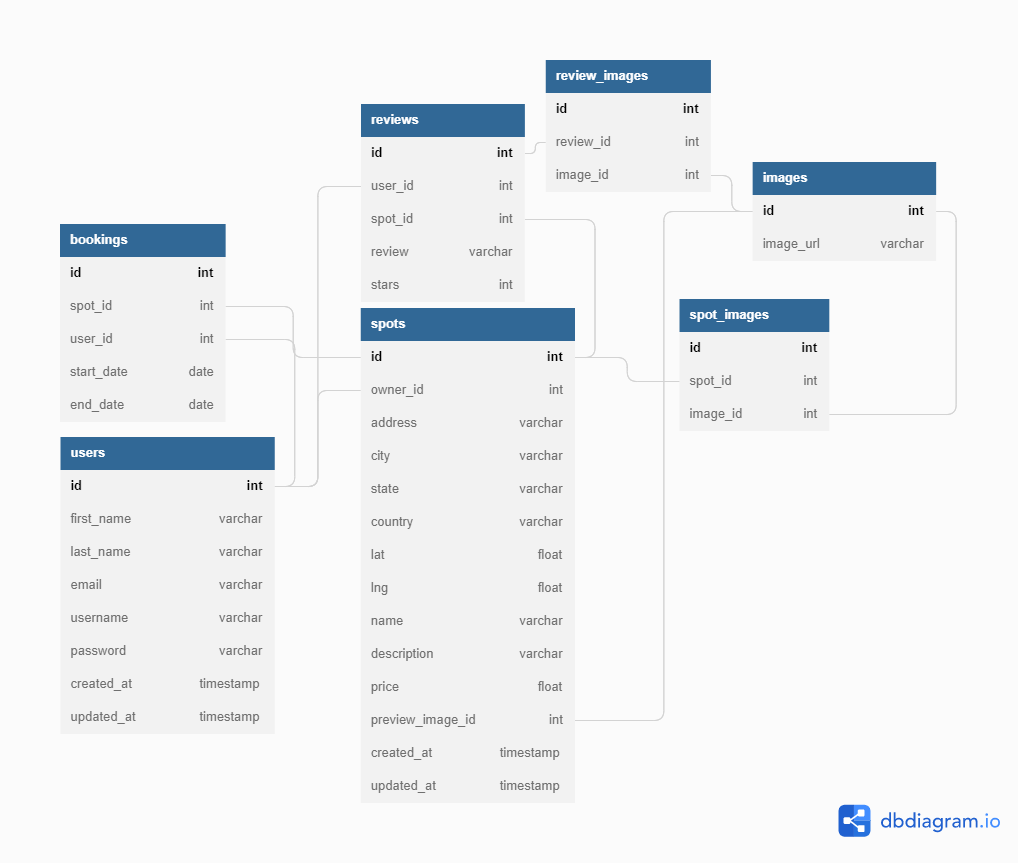 review_images
id int
review_id int
image_id int
reviews
id int
user_id int
spot_id int
review varchar
stars int
images
id int
image_url varchar
bookings
id int
spot_id int
user_id int
start_date date
end_date date
spot_images
id int
spot_id int
image_id int
spots
id int
owner_id int
address varchar
city varchar
state varchar
country varchar
lat float
lng float
name varchar
description varchar
price float
preview_image_id int
created_at timestamp
updated_at timestamp
users
id int
first_name varchar
last_name varchar
email varchar
username varchar
password varchar
created_at timestamp
updated_at timestamp
dbdiagram.io